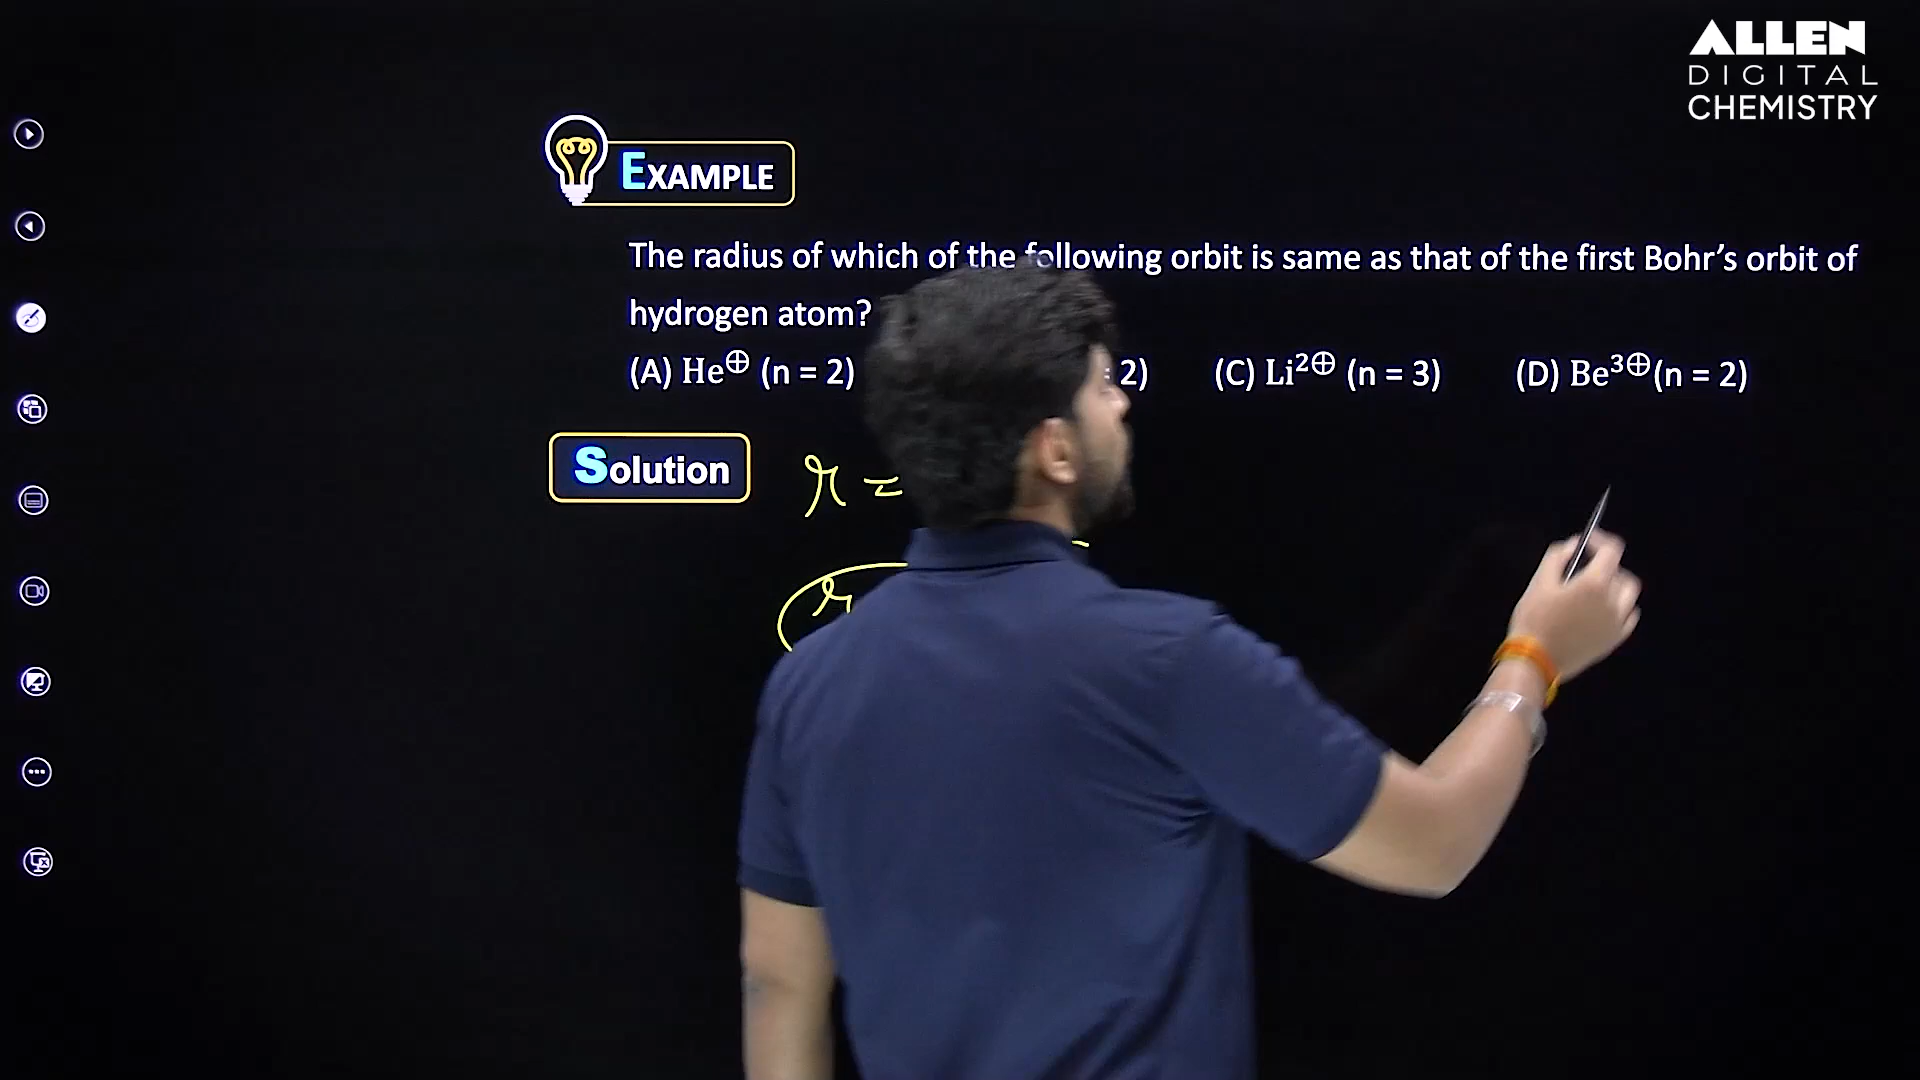 ALLEN
DIGITAL
CHEMISTRY
EXAMPLE
The radius of which of the following orbit is same as that of the first Bohr’s orbit of
hydrogen atom?
(A) He⊕ (n = 2) 2) (C) Li2⊕ (n = 3) (D) Be3⊕(n = 2)
Solution r =
r